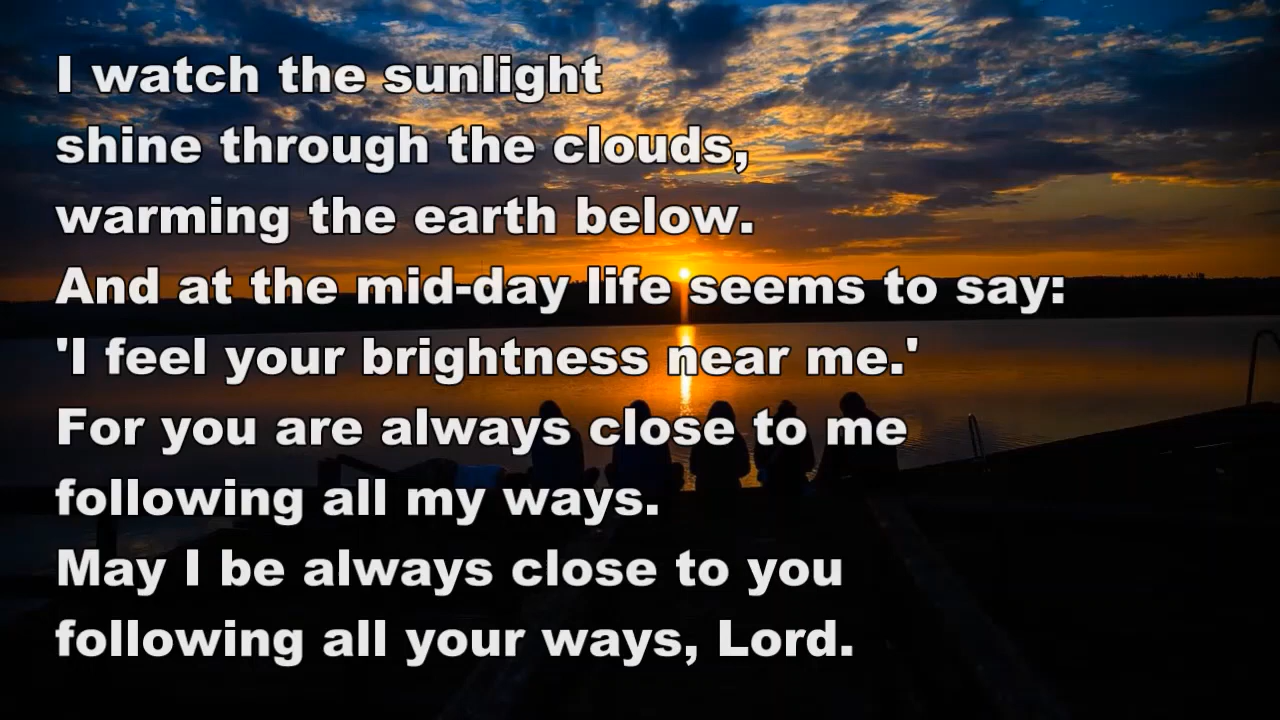 I watch the sunlight
shine through the clouds,
warming the earth below.
And at the mid-day life seems to say:
'I feel your brightness near me.'
For you are always close to me
following all my ways.
May I be always close to you
following all your ways, Lord.